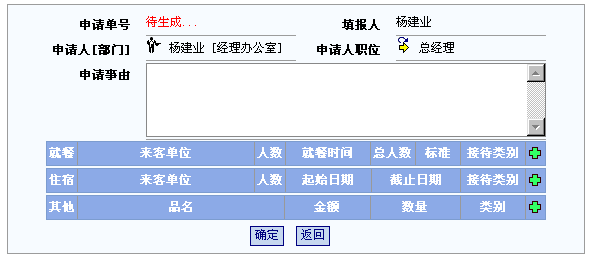 申请单号 待生成... 填报人 杨建业
申请人[部门] 杨建业 [经理办公室] 申请人职位 总经理
申请事由
就餐 来客单位 人数 就餐时间 总人数 标准 接待类别
住宿 来客单位 人数 起始日期 截止日期 接待类别
其他 品名 金额 数量 类别
确定 返回